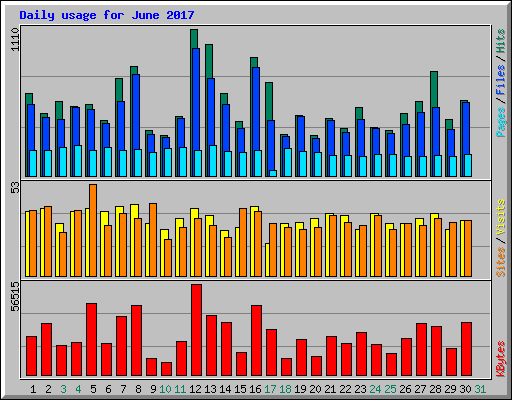 Daily usage for June 2017
1110
Pages/Files/Hits
53
Sites/Visits
56515
KBytes
1 2 3 4 5 6 7 8 9 10 11 12 13 14 15 16 17 18 19 20 21 22 23 24 25 26 27 28 29 30 31